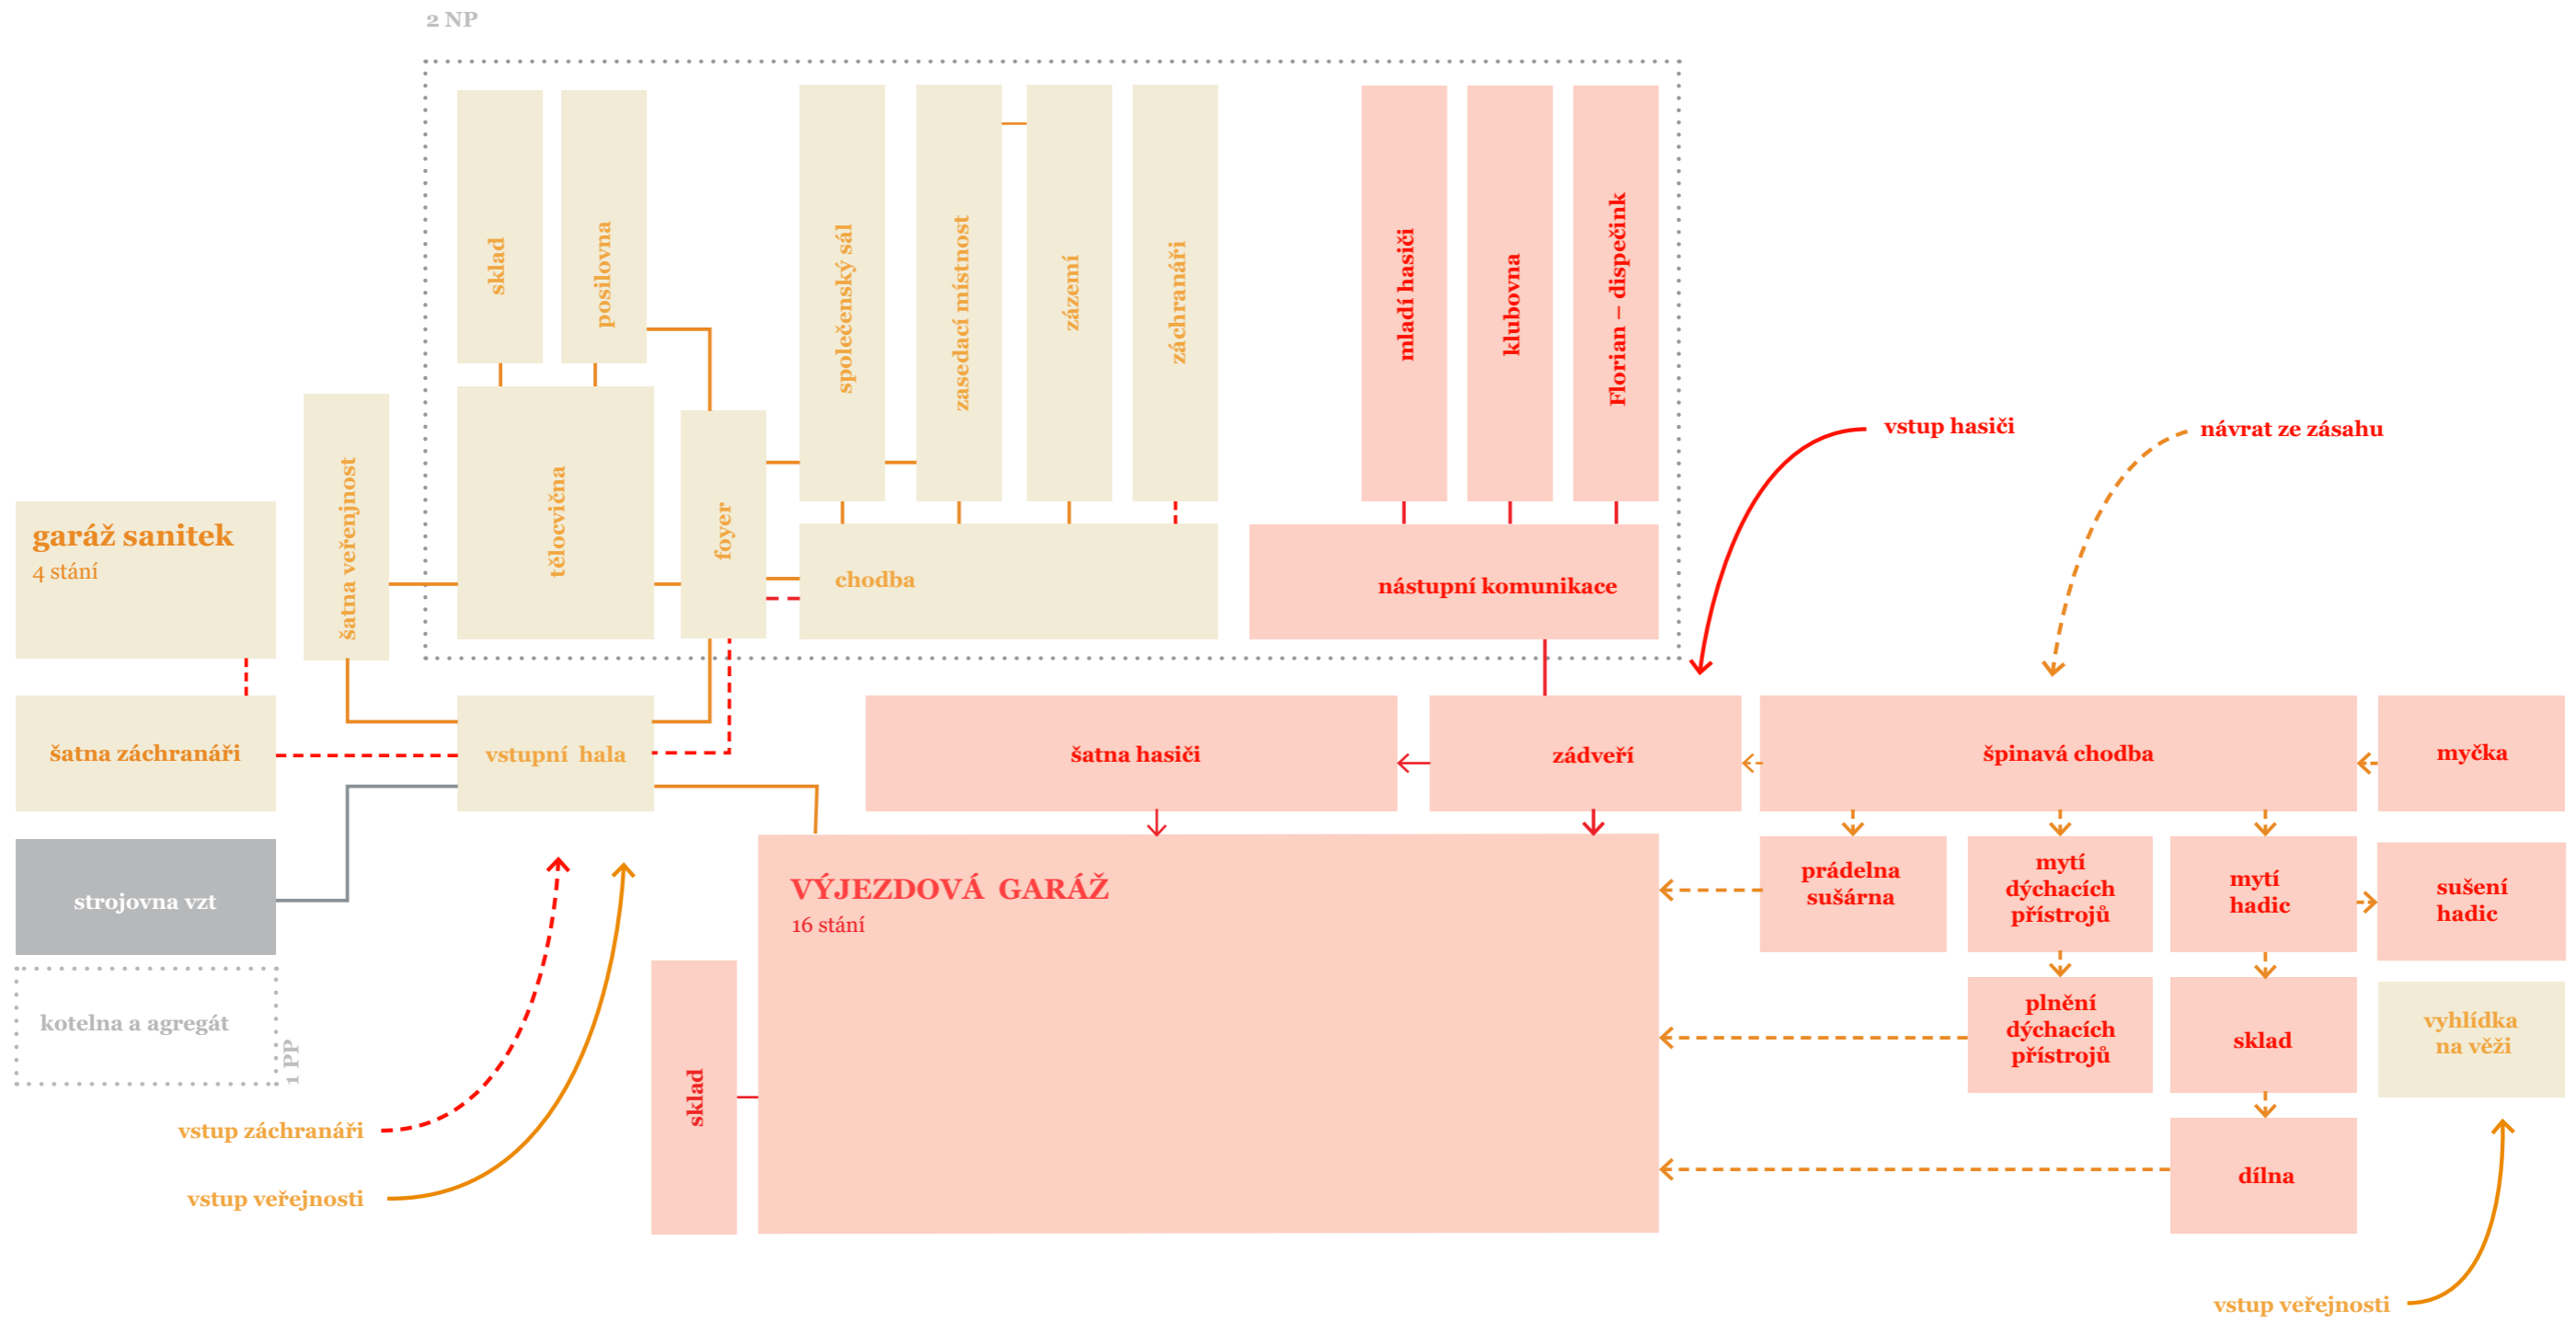 2 NP
sklad
posilovna
společenský sál
zasedací místnost
zázemí
záchranáři
mladí hasiči
klubovna
Florian – dispečink
vstup hasiči
návrat ze zásahu
garáž sanitek
4 stání
šatna veřenjnost
tělocvična
foyer
chodba
nástupní komunikace
šatna záchranáři
vstupní hala
šatna hasiči
zádveří
špinavá chodba
myčka
strojovna vzt
VÝJEZDOVÁ GARÁŽ
16 stání
prádelna
sušárna
mytí
dýchacích
přístrojů
mytí
hadic
sušení
hadic
kotelna a agregát
1 PP
sklad
plnění
dýchacích
přístrojů
sklad
vyhlídka
na věži
vstup záchranáři
vstup veřejnosti
dílna
vstup veřejnosti